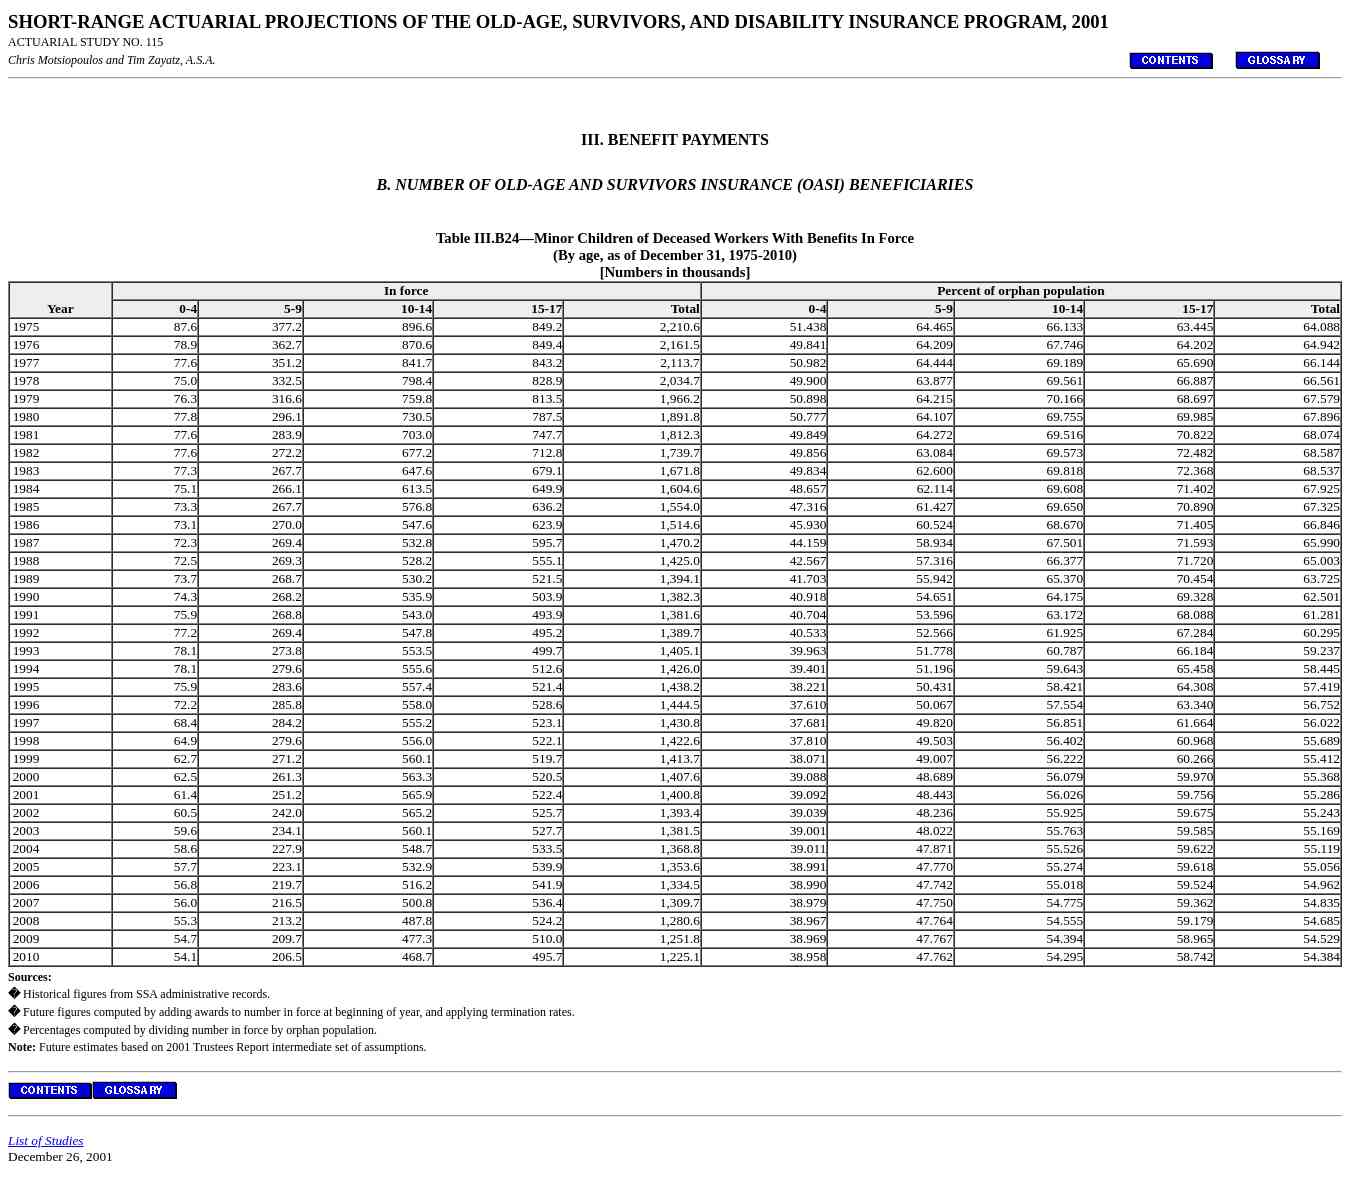 SHORT-RANGE ACTUARIAL PROJECTIONS OF THE OLD-AGE, SURVIVORS, AND DISABILITY INSURANCE PROGRAM, 2001
ACTUARIAL STUDY NO. 115
Chris Motsiopoulos and Tim Zayatz, A.S.A. CONTENTS GLOSSARY
III. BENEFIT PAYMENTS
B. NUMBER OF OLD-AGE AND SURVIVORS INSURANCE (OASI) BENEFICIARIES
Table III.B24—Minor Children of Deceased Workers With Benefits In Force
(By age, as of December 31, 1975-2010)
[Numbers in thousands]
In force Percent of orphan population
Year 0-4 5-9 10-14 15-17 Total 0-4 5-9 10-14 15-17 Total
1975 87.6 377.2 896.6 849.2 2,210.6 51.438 64.465 66.133 63.445 64.088
1976 78.9 362.7 870.6 849.4 2,161.5 49.841 64.209 67.746 64.202 64.942
1977 77.6 351.2 841.7 843.2 2,113.7 50.982 64.444 69.189 65.690 66.144
1978 75.0 332.5 798.4 828.9 2,034.7 49.900 63.877 69.561 66.887 66.561
1979 76.3 316.6 759.8 813.5 1,966.2 50.898 64.215 70.166 68.697 67.579
1980 77.8 296.1 730.5 787.5 1,891.8 50.777 64.107 69.755 69.985 67.896
1981 77.6 283.9 703.0 747.7 1,812.3 49.849 64.272 69.516 70.822 68.074
1982 77.6 272.2 677.2 712.8 1,739.7 49.856 63.084 69.573 72.482 68.587
1983 77.3 267.7 647.6 679.1 1,671.8 49.834 62.600 69.818 72.368 68.537
1984 75.1 266.1 613.5 649.9 1,604.6 48.657 62.114 69.608 71.402 67.925
1985 73.3 267.7 576.8 636.2 1,554.0 47.316 61.427 69.650 70.890 67.325
1986 73.1 270.0 547.6 623.9 1,514.6 45.930 60.524 68.670 71.405 66.846
1987 72.3 269.4 532.8 595.7 1,470.2 44.159 58.934 67.501 71.593 65.990
1988 72.5 269.3 528.2 555.1 1,425.0 42.567 57.316 66.377 71.720 65.003
1989 73.7 268.7 530.2 521.5 1,394.1 41.703 55.942 65.370 70.454 63.725
1990 74.3 268.2 535.9 503.9 1,382.3 40.918 54.651 64.175 69.328 62.501
1991 75.9 268.8 543.0 493.9 1,381.6 40.704 53.596 63.172 68.088 61.281
1992 77.2 269.4 547.8 495.2 1,389.7 40.533 52.566 61.925 67.284 60.295
1993 78.1 273.8 553.5 499.7 1,405.1 39.963 51.778 60.787 66.184 59.237
1994 78.1 279.6 555.6 512.6 1,426.0 39.401 51.196 59.643 65.458 58.445
1995 75.9 283.6 557.4 521.4 1,438.2 38.221 50.431 58.421 64.308 57.419
1996 72.2 285.8 558.0 528.6 1,444.5 37.610 50.067 57.554 63.340 56.752
1997 68.4 284.2 555.2 523.1 1,430.8 37.681 49.820 56.851 61.664 56.022
1998 64.9 279.6 556.0 522.1 1,422.6 37.810 49.503 56.402 60.968 55.689
1999 62.7 271.2 560.1 519.7 1,413.7 38.071 49.007 56.222 60.266 55.412
2000 62.5 261.3 563.3 520.5 1,407.6 39.088 48.689 56.079 59.970 55.368
2001 61.4 251.2 565.9 522.4 1,400.8 39.092 48.443 56.026 59.756 55.286
2002 60.5 242.0 565.2 525.7 1,393.4 39.039 48.236 55.925 59.675 55.243
2003 59.6 234.1 560.1 527.7 1,381.5 39.001 48.022 55.763 59.585 55.169
2004 58.6 227.9 548.7 533.5 1,368.8 39.011 47.871 55.526 59.622 55.119
2005 57.7 223.1 532.9 539.9 1,353.6 38.991 47.770 55.274 59.618 55.056
2006 56.8 219.7 516.2 541.9 1,334.5 38.990 47.742 55.018 59.524 54.962
2007 56.0 216.5 500.8 536.4 1,309.7 38.979 47.750 54.775 59.362 54.835
2008 55.3 213.2 487.8 524.2 1,280.6 38.967 47.764 54.555 59.179 54.685
2009 54.7 209.7 477.3 510.0 1,251.8 38.969 47.767 54.394 58.965 54.529
2010 54.1 206.5 468.7 495.7 1,225.1 38.958 47.762 54.295 58.742 54.384
Sources:
� Historical figures from SSA administrative records.
� Future figures computed by adding awards to number in force at beginning of year, and applying termination rates.
� Percentages computed by dividing number in force by orphan population.
Note: Future estimates based on 2001 Trustees Report intermediate set of assumptions.
CONTENTS GLOSSARY
List of Studies
December 26, 2001